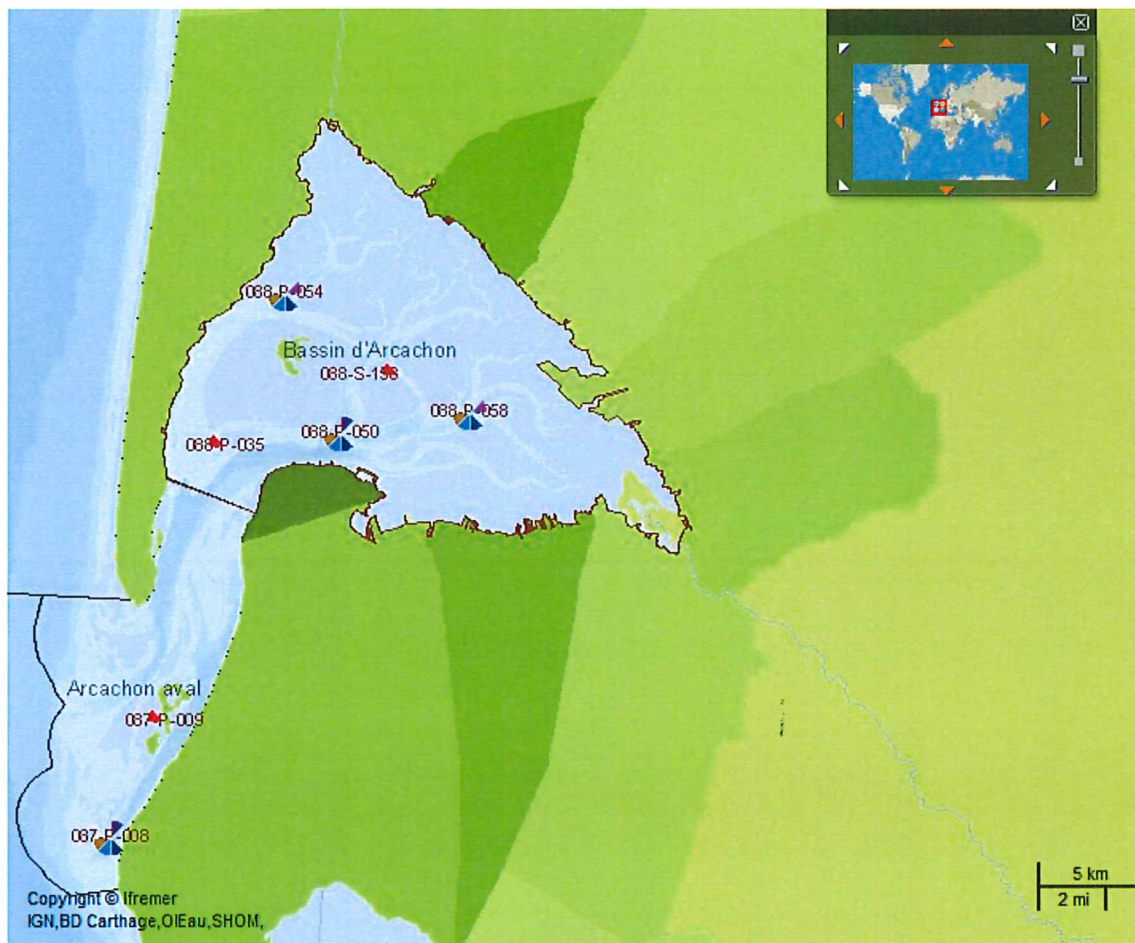 088-P-054
Bassin d'Arcachon
088-S-158
088-P-058
088-P-050
088-P-035
Arcachon aval
087-P-009
087-P-008
5 km
2 mi
Copyright © Ifremer
IGN,BD Carthage,OIEau,SHOM,